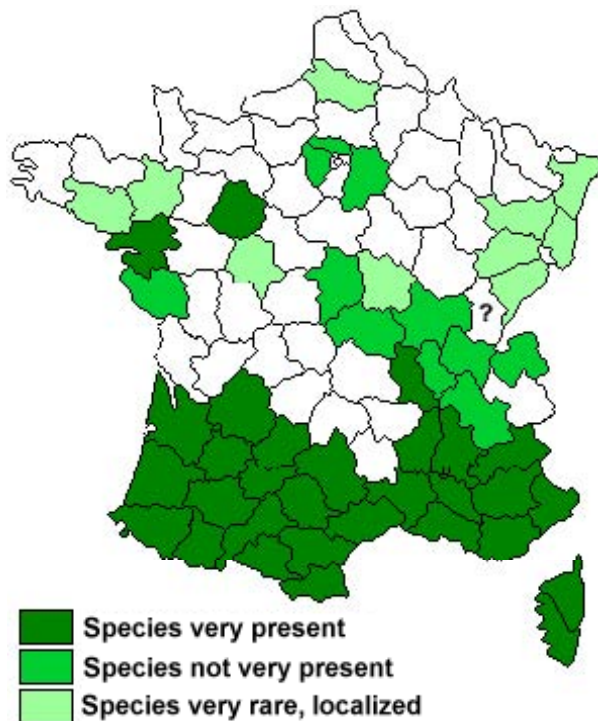 ?
Species very present
Species not very present
Species very rare, localized